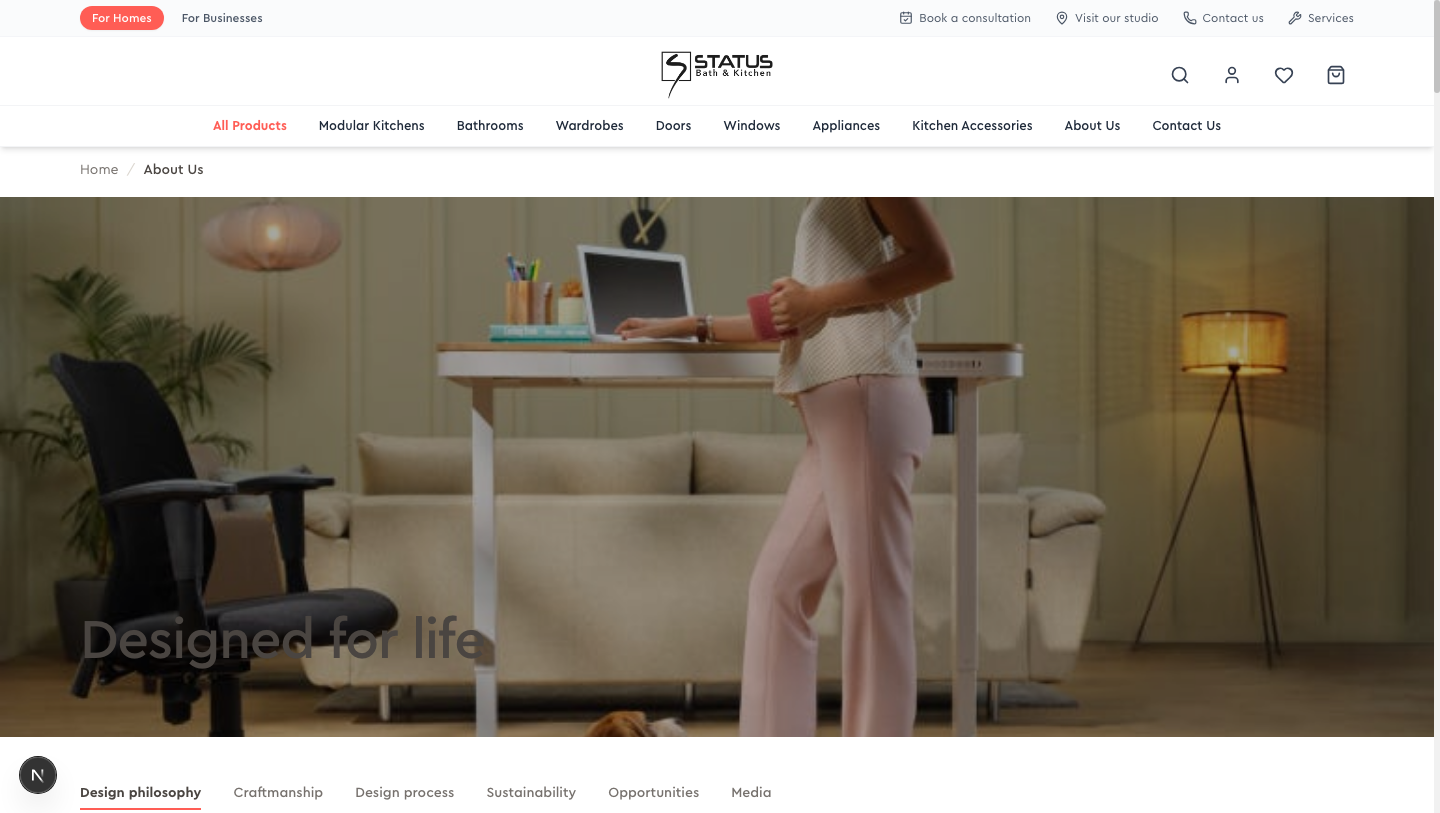 For Homes
For Businesses
Book a consultation
Visit our studio
Contact us
Services
STATUS
Bath & Kitchen
All Products
Modular Kitchens
Bathrooms
Wardrobes
Doors
Windows
Appliances
Kitchen Accessories
About Us
Contact Us
Home / About Us
Designed for life
N
Design philosophy
Craftmanship
Design process
Sustainability
Opportunities
Media